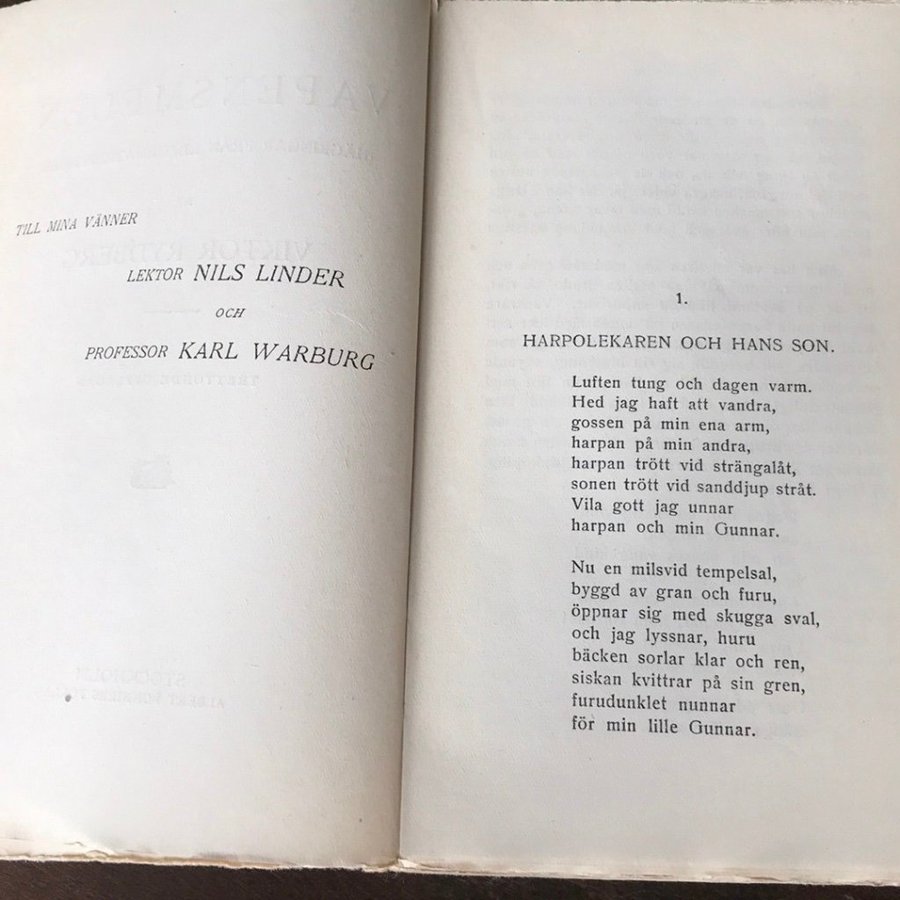 TILL MINA VÄNNER
LEKTOR NILS LINDER
OCH
PROFESSOR KARL WARBURG
1.
HARPOLEKAREN OCH HANS SON.
Luften tung och dagen varm.
Hed jag haft att vandra,
gossen på min ena arm,
harpan på min andra,
harpan trött vid strängalåt,
sonen trött vid sanddjup stråt.
Vila gott jag unnar
harpan och min Gunnar.
Nu en milsvid tempelsal,
byggd av gran och furu,
öppnar sig med skugga sval,
och jag lyssnar, huru
bäcken sorlar klar och ren,
siskan kvittrar på sin gren,
furudunklet nunnar
för min lille Gunnar.